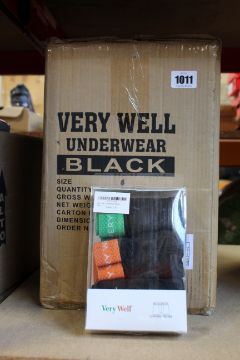 1011
VERY WELL
UNDERWEAR
BLACK
SIZE
QUANTITY
GROSS W
NET WEIG
CARTON
DIMENSIO
ORDER N
Very Well